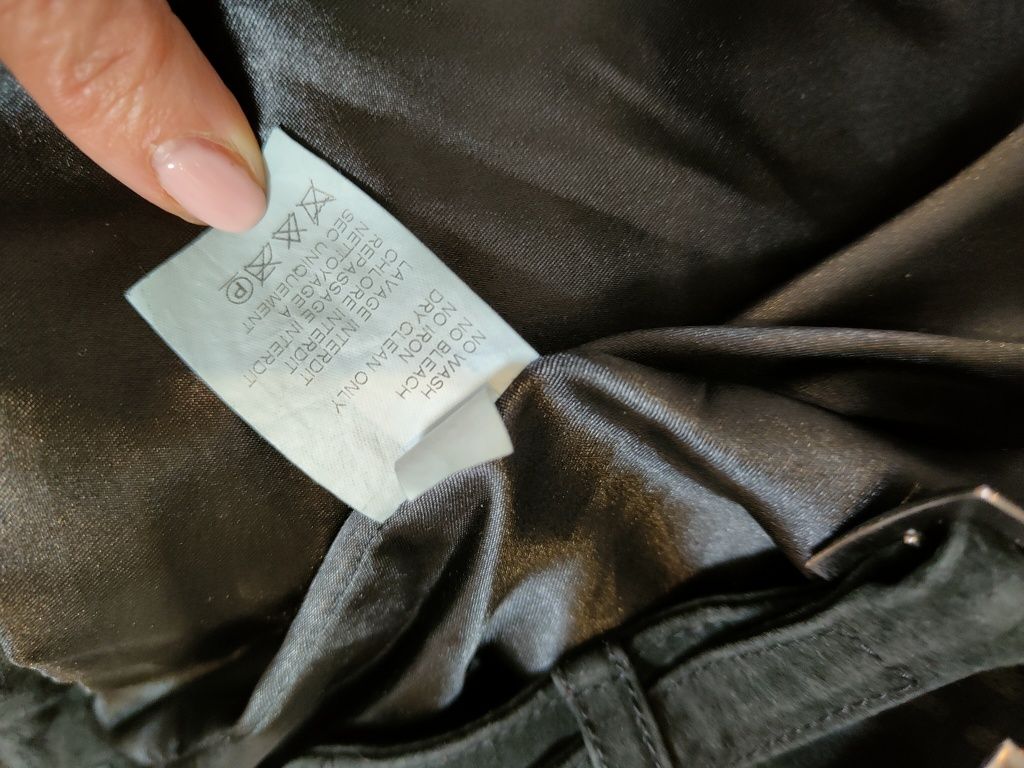 NO WASH
NO BLEACH
NO IRON
DRY CLEAN ONLY
LAVAGE INTERDIT
CHLORE INTERDIT
REPASSAGE INTERDIT
NETTOYAGE A
SEC UNIQUEMENT
P